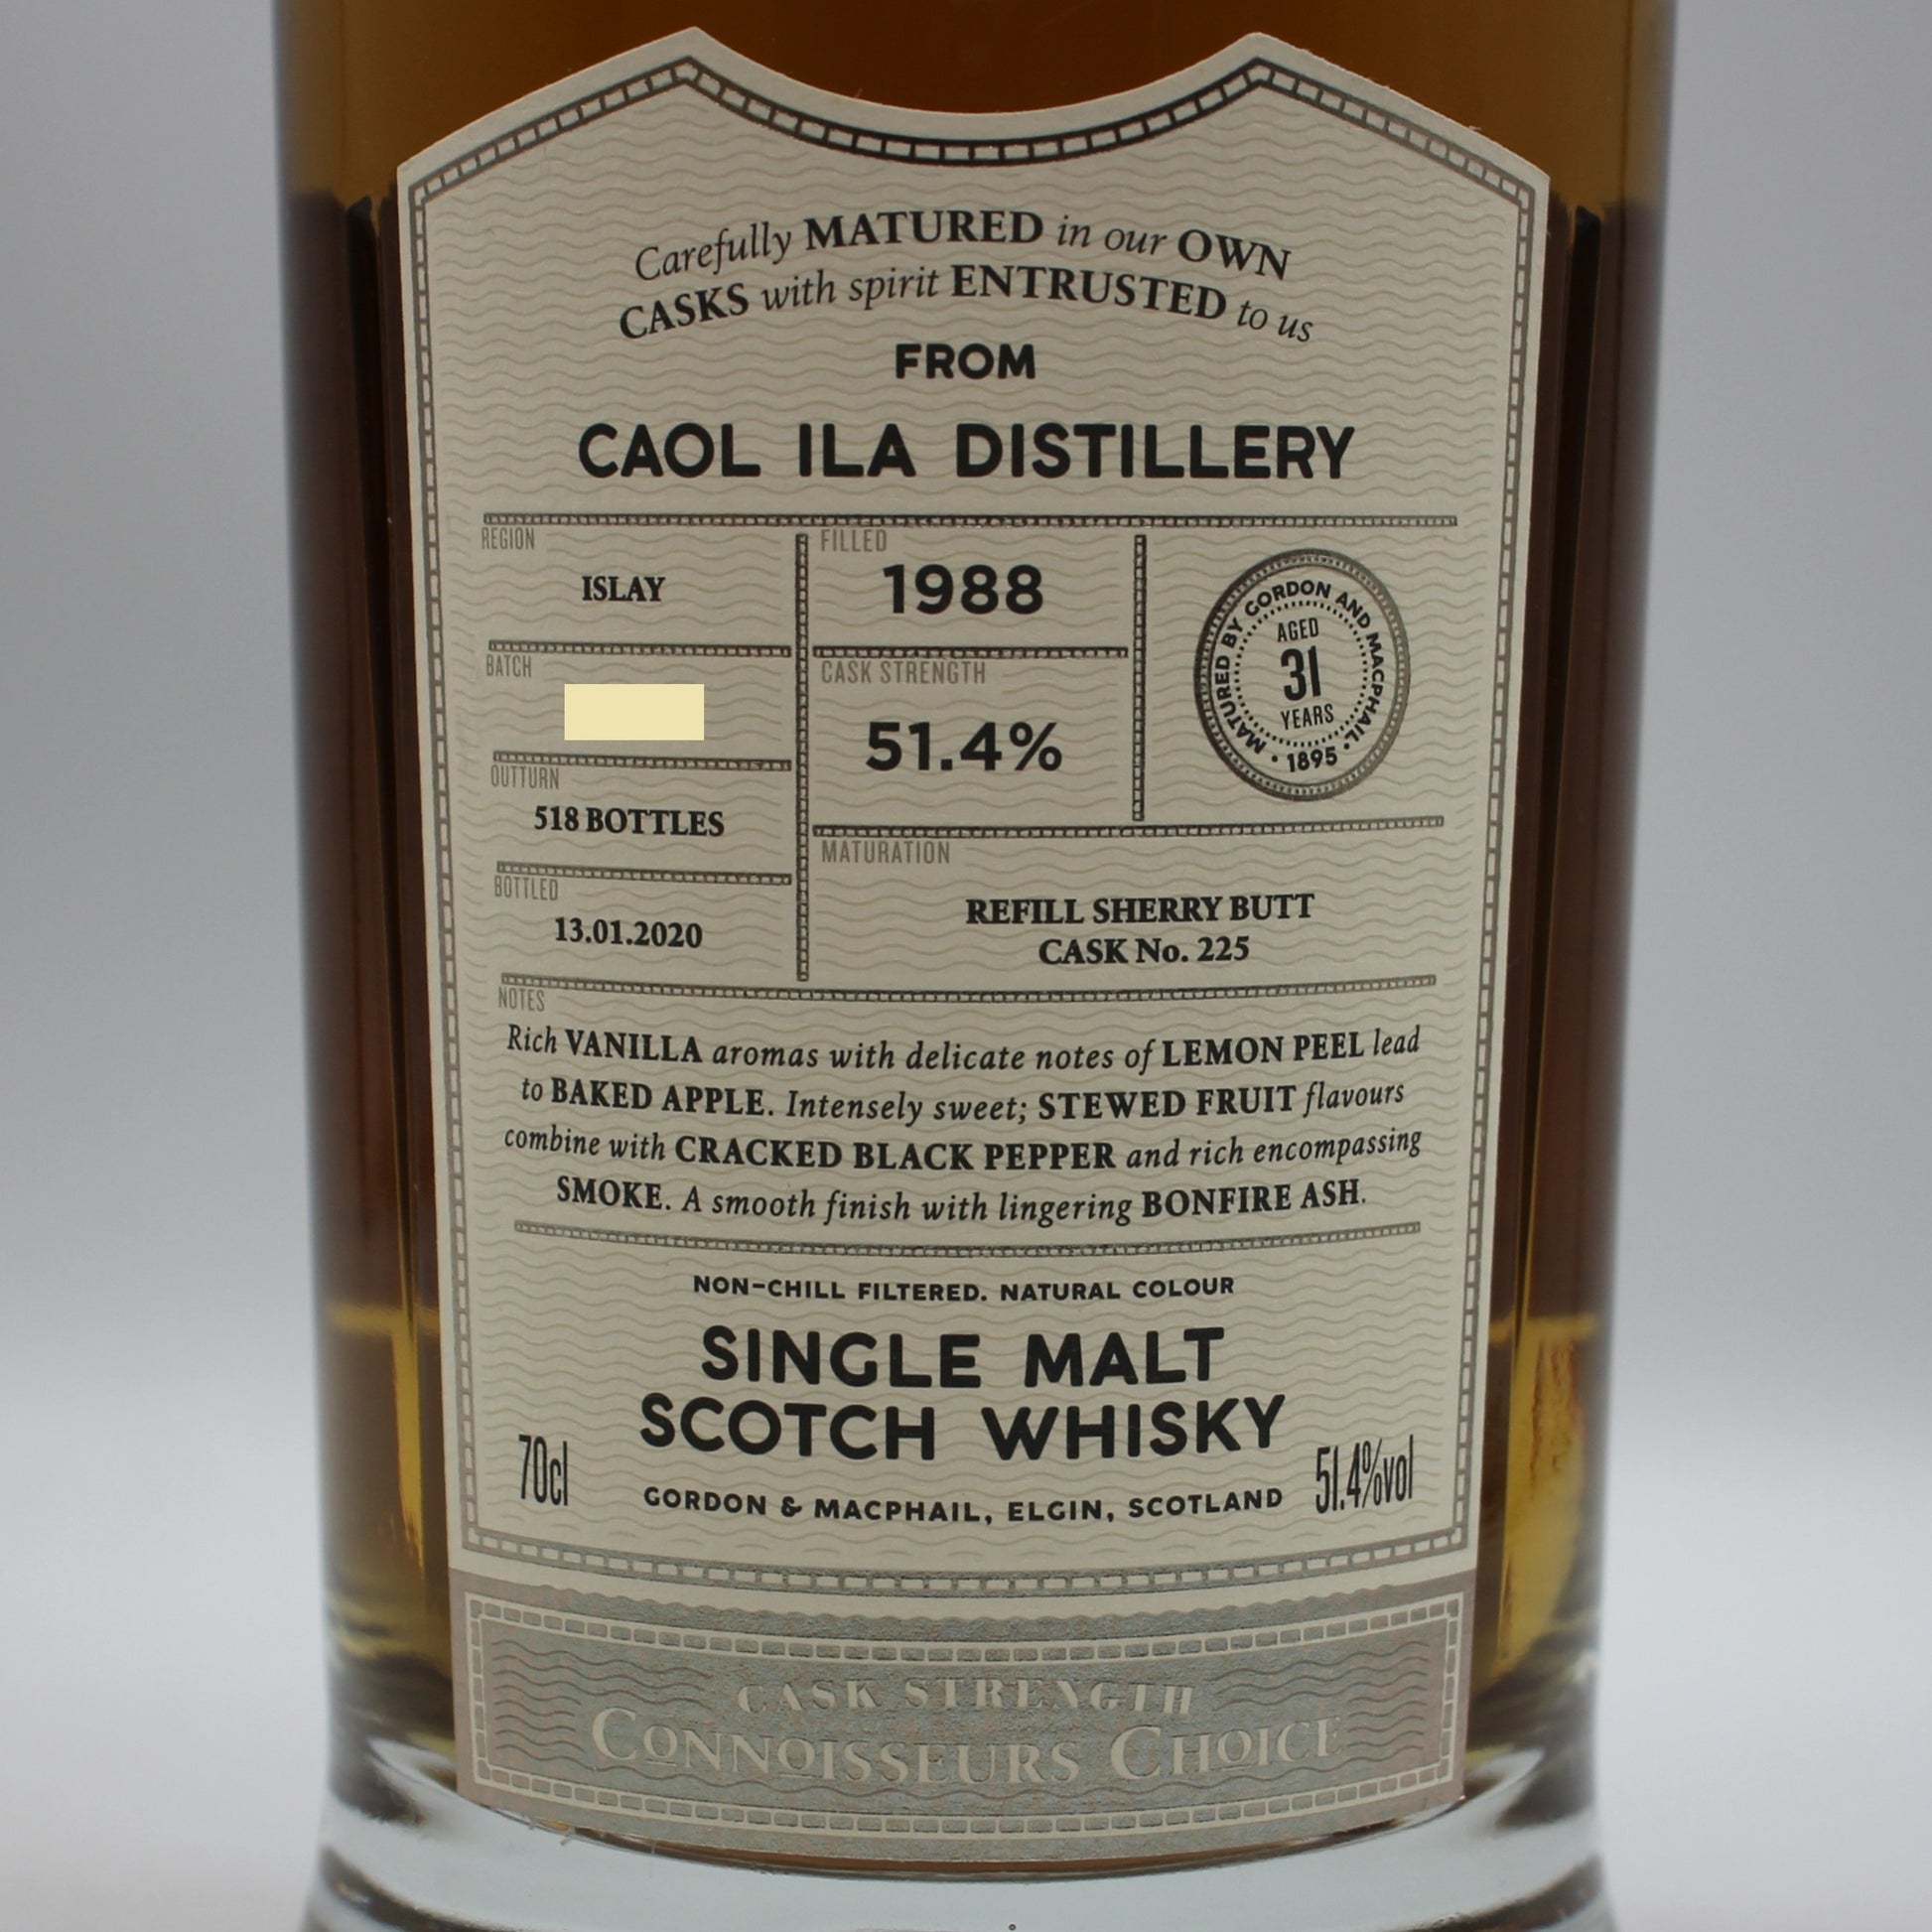 Carefully MATURED in our OWN
CASKS with spirit ENTRUSTED to us
FROM
CAOL ILA DISTILLERY
REGION
ISLAY
BATCH
OUTTURN
518 BOTTLES
BOTTLED
13.01.2020
FILLED
1988
CASK STRENGTH
51.4%
MATURED BY GORDON AND MACPHAIL
• 1895 •
AGED
31
YEARS
MATURATION
REFILL SHERRY BUTT
CASK No. 225
NOTES
Rich VANILLA aromas with delicate notes of LEMON PEEL lead
to BAKED APPLE. Intensely sweet; STEWED FRUIT flavours
combine with CRACKED BLACK PEPPER and rich encompassing
SMOKE. A smooth finish with lingering BONFIRE ASH.
NON-CHILL FILTERED. NATURAL COLOUR
SINGLE MALT
SCOTCH WHISKY
70cl
GORDON & MACPHAIL, ELGIN, SCOTLAND
51.4%vol
CASK STRENGTH
CONNOISSEURS CHOICE